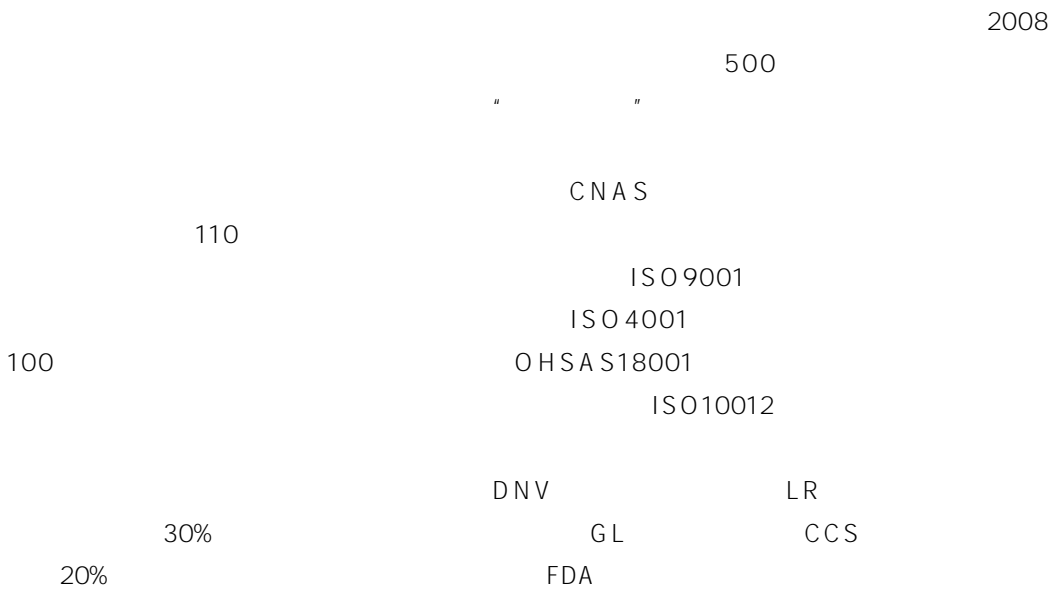 2008
500
“ ”
CNAS
110
ISO9001
ISO4001
100 OHSAS18001
ISO10012
DNV LR
30% GL CCS
20% FDA